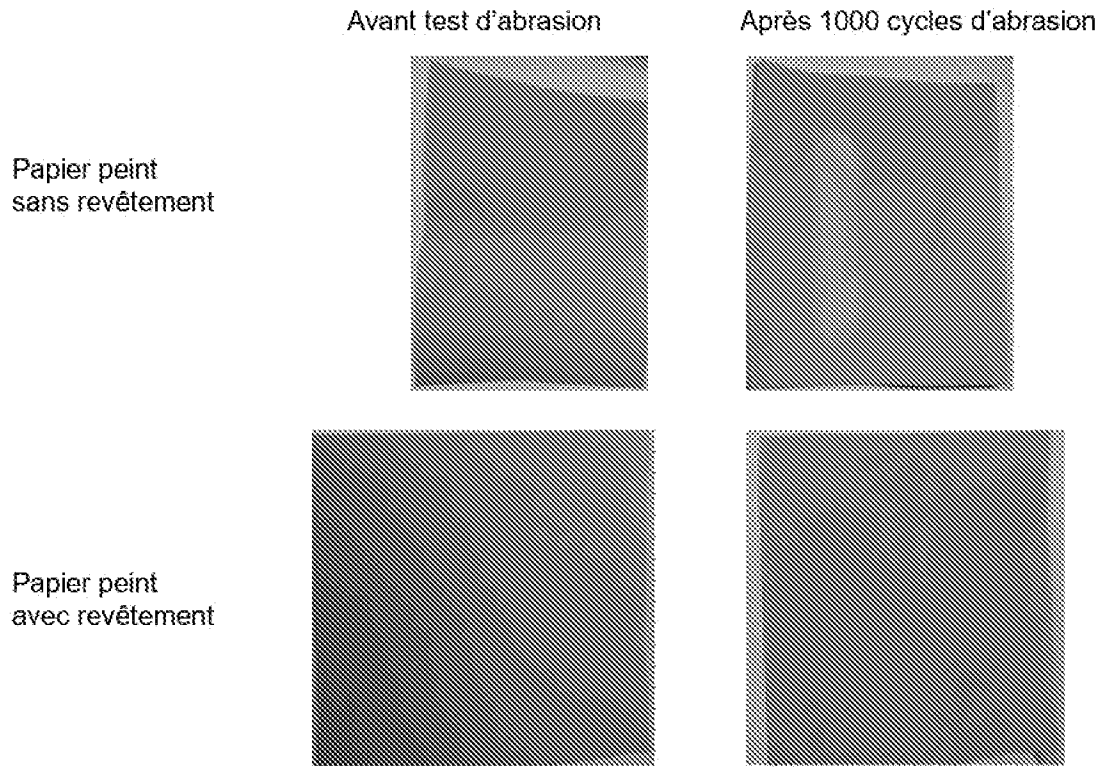 Avant test d'abrasion
Après 1000 cycles d'abrasion
Papier peint
sans revêtement
Papier peint
avec revêtement